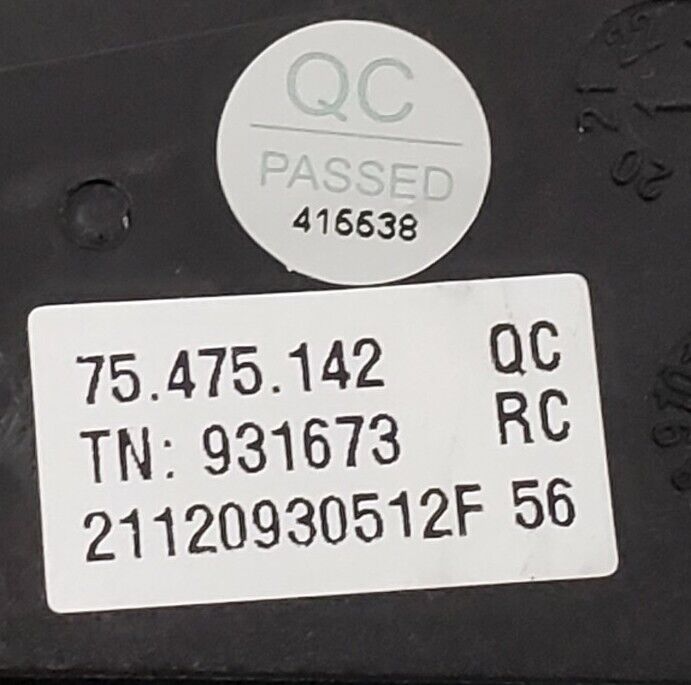 QC
PASSED
416638
75.475.142 QC
TN: 931673 RC
21120930512F 56